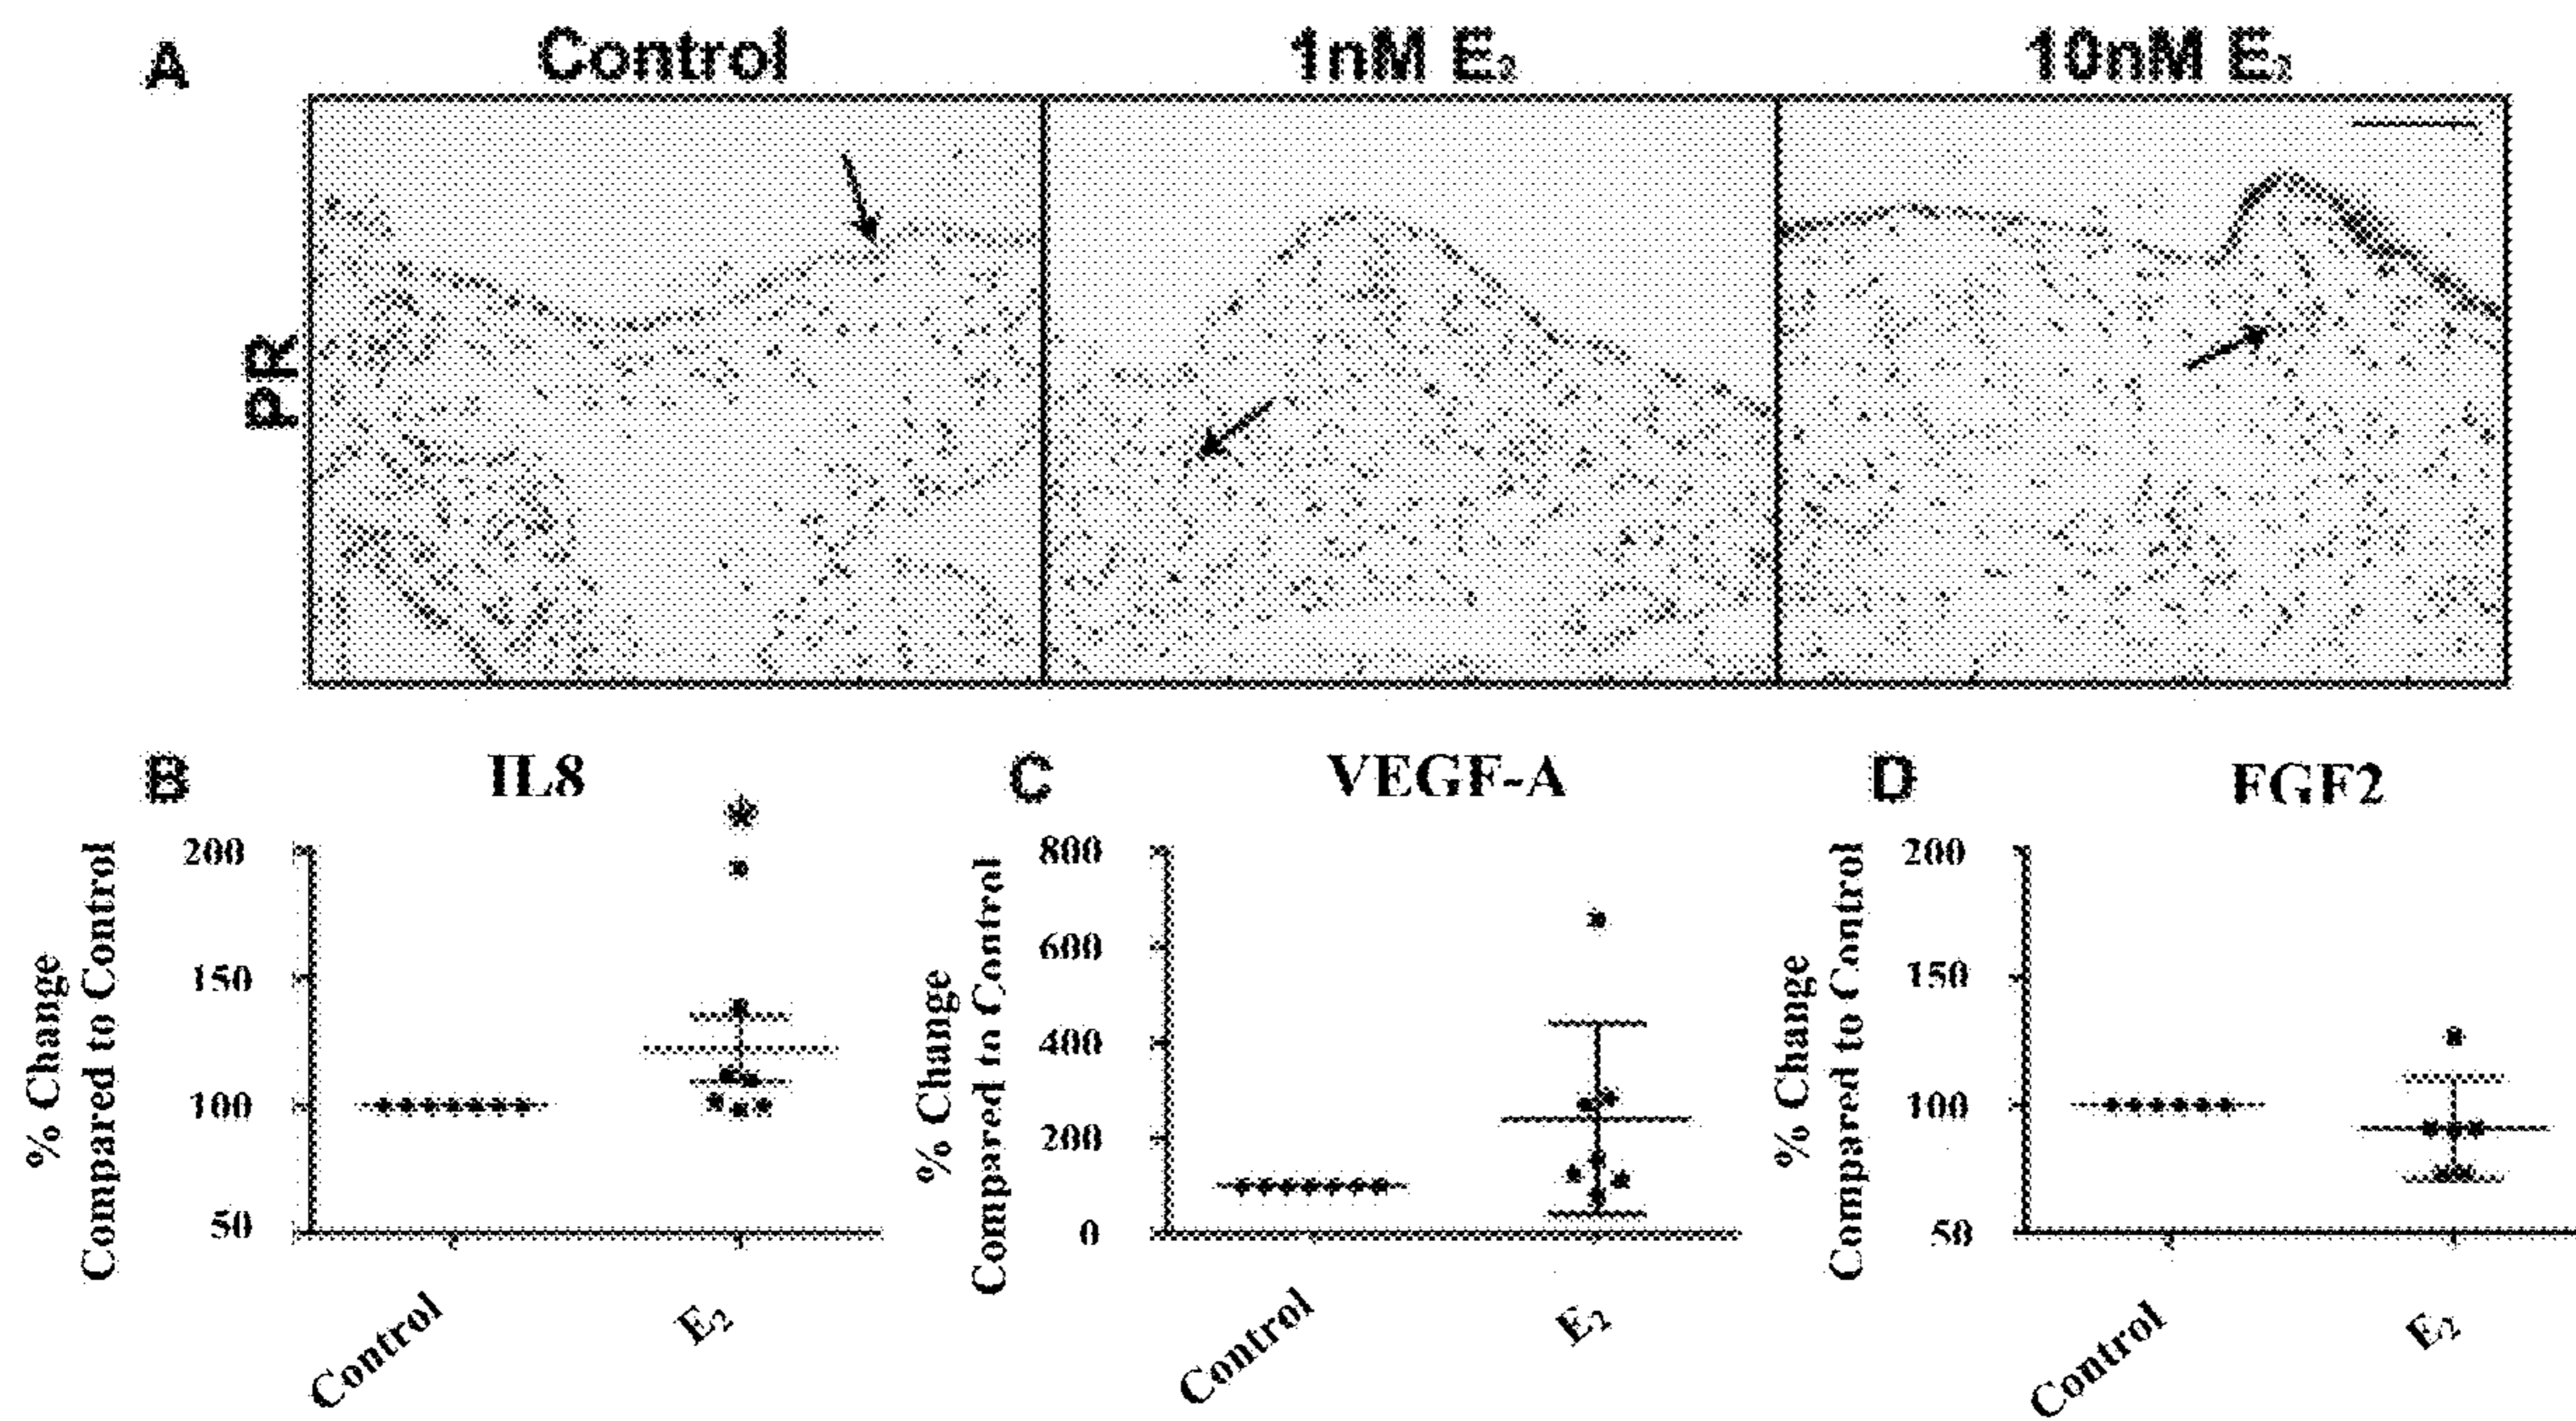 A
Control
1nM E₂
10nM E₂
PR
B
IL8
*
% Change
Compared to Control
200
150
100
50
Control
E₂
C
VEGF-A
% Change
Compared to Control
800
600
400
200
0
Control
E₂
D
FGF2
% Change
Compared to Control
200
150
100
50
Control
E₂